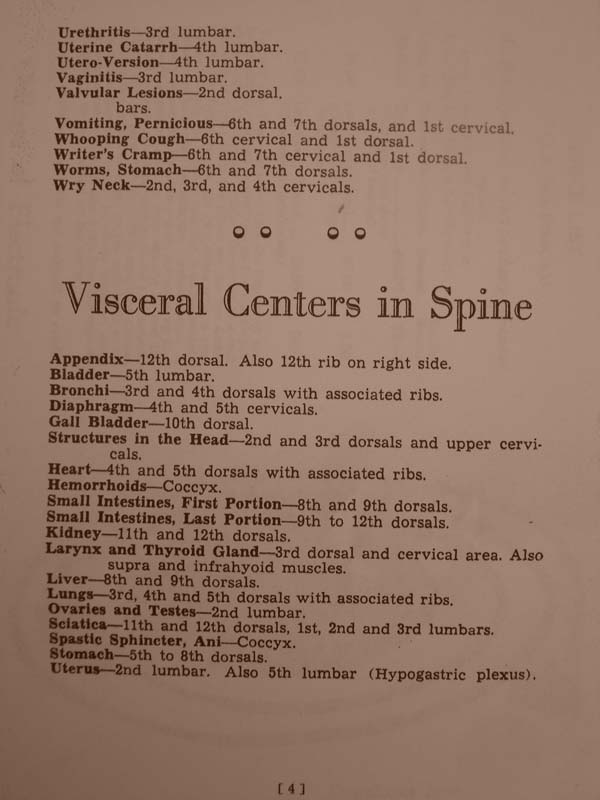 Urethritis—3rd lumbar.
Uterine Catarrh—4th lumbar.
Utero-Version—4th lumbar.
Vaginitis—3rd lumbar.
Valvular Lesions—2nd dorsal.
bars.
Vomiting, Pernicious—6th and 7th dorsals, and 1st cervical.
Whooping Cough—6th cervical and 1st dorsal.
Writer's Cramp—6th and 7th cervical and 1st dorsal.
Worms, Stomach—6th and 7th dorsals.
Wry Neck—2nd, 3rd, and 4th cervicals.
Visceral Centers in Spine
Appendix—12th dorsal. Also 12th rib on right side.
Bladder—5th lumbar.
Bronchi—3rd and 4th dorsals with associated ribs.
Diaphragm—4th and 5th cervicals.
Gall Bladder—10th dorsal.
Structures in the Head—2nd and 3rd dorsals and upper cervi-
cals.
Heart—4th and 5th dorsals with associated ribs.
Hemorrhoids—Coccyx.
Small Intestines, First Portion—8th and 9th dorsals.
Small Intestines, Last Portion—9th to 12th dorsals.
Kidney—11th and 12th dorsals.
Larynx and Thyroid Gland—3rd dorsal and cervical area. Also
supra and infrahyoid muscles.
Liver—8th and 9th dorsals.
Lungs—3rd, 4th and 5th dorsals with associated ribs.
Ovaries and Testes—2nd lumbar.
Sciatica—11th and 12th dorsals, 1st, 2nd and 3rd lumbars.
Spastic Sphincter, Ani—Coccyx.
Stomach—5th to 8th dorsals.
Uterus—2nd lumbar. Also 5th lumbar (Hypogastric plexus).
[ 4 ]